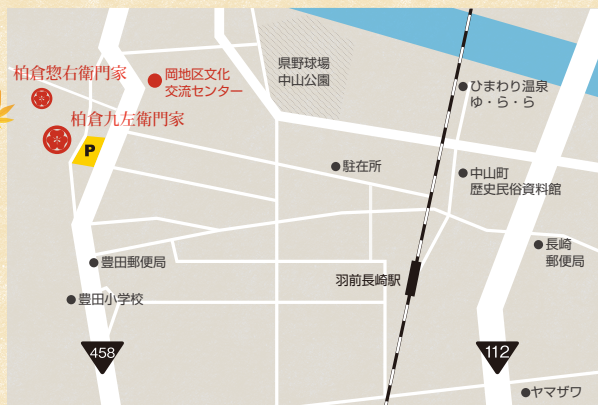 柏倉惣右衛門家
岡地区文化
交流センター
県野球場
中山公園
ひまわり温泉
ゆ・ら・ら
柏倉九左衛門家
P
駐在所
中山町
歴史民俗資料館
長崎
郵便局
豊田郵便局
羽前長崎駅
豊田小学校
458
112
ヤマザワ